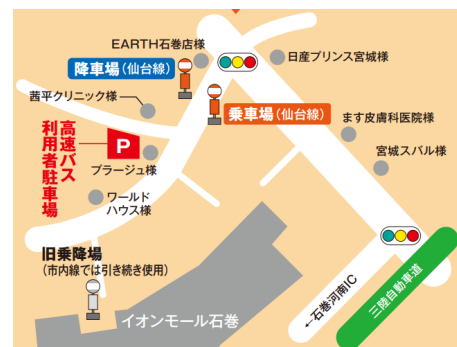 EARTH石巻店様
降車場(仙台線)
日産プリンス宮城様
茜平クリニック様
乗車場(仙台線)
ます皮膚科医院様
高速バス
利用者駐車場
P
プラージュ様
宮城スバル様
ワールド
ハウス様
旧乗降場
(市内線では引き続き使用)
イオンモール石巻
←石巻河南IC
三陸自動車道